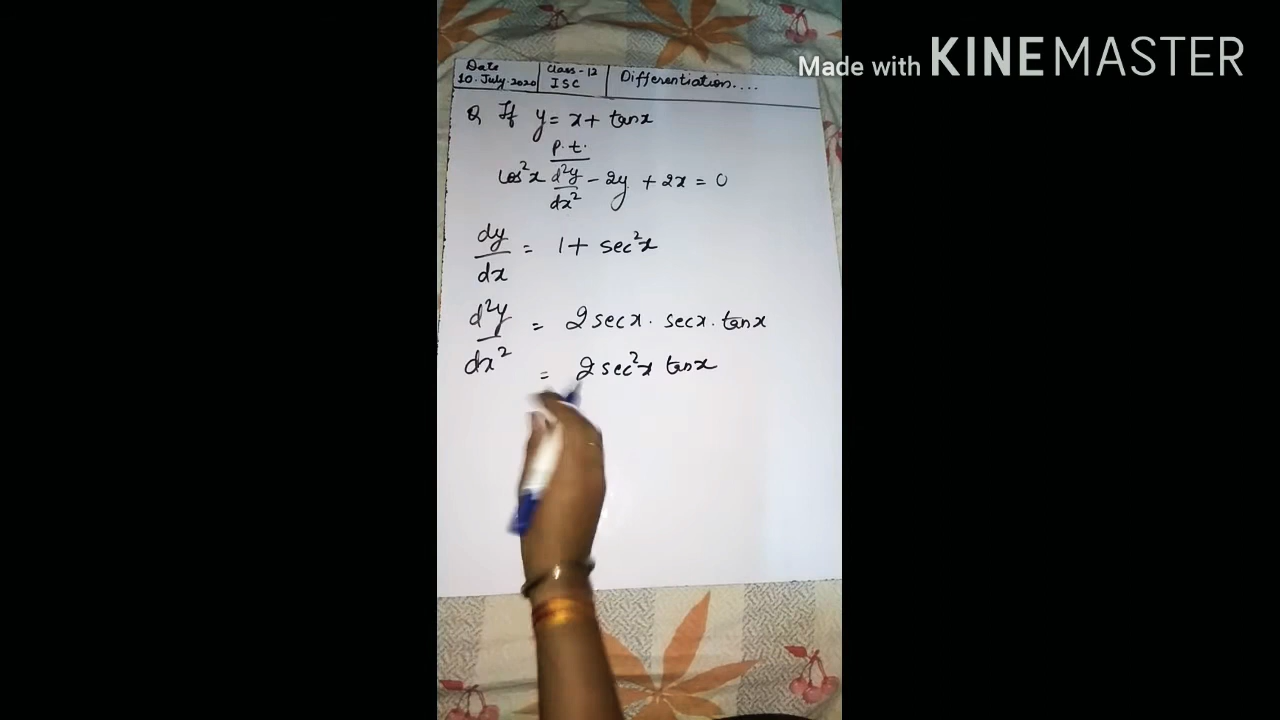 Made with KINEMASTER
Date
10.July.2020
Class-12
ISC
Differentiation....
Q If y = x + tanx
p.t.
cos²x d²y/dx² - 2y + 2x = 0
dy/dx = 1 + sec²x
d²y/dx² = 2 secx . secx . tanx
= 2 sec²x tanx